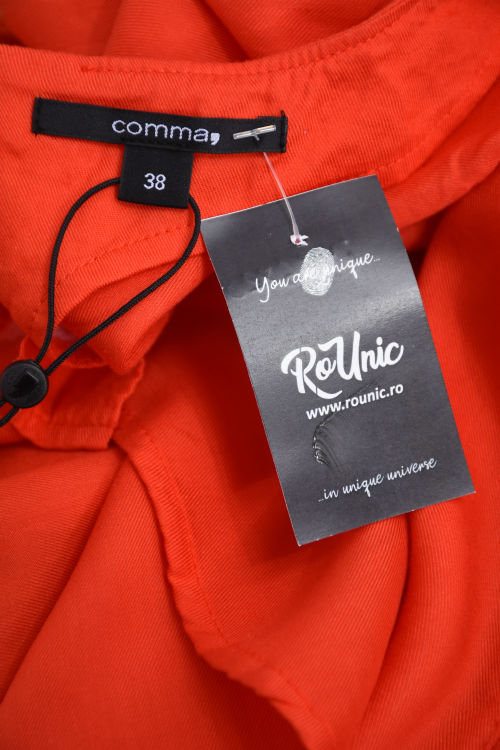 comma,
38
You are unique...
RoUnic
www.rounic.ro
...in unique universe